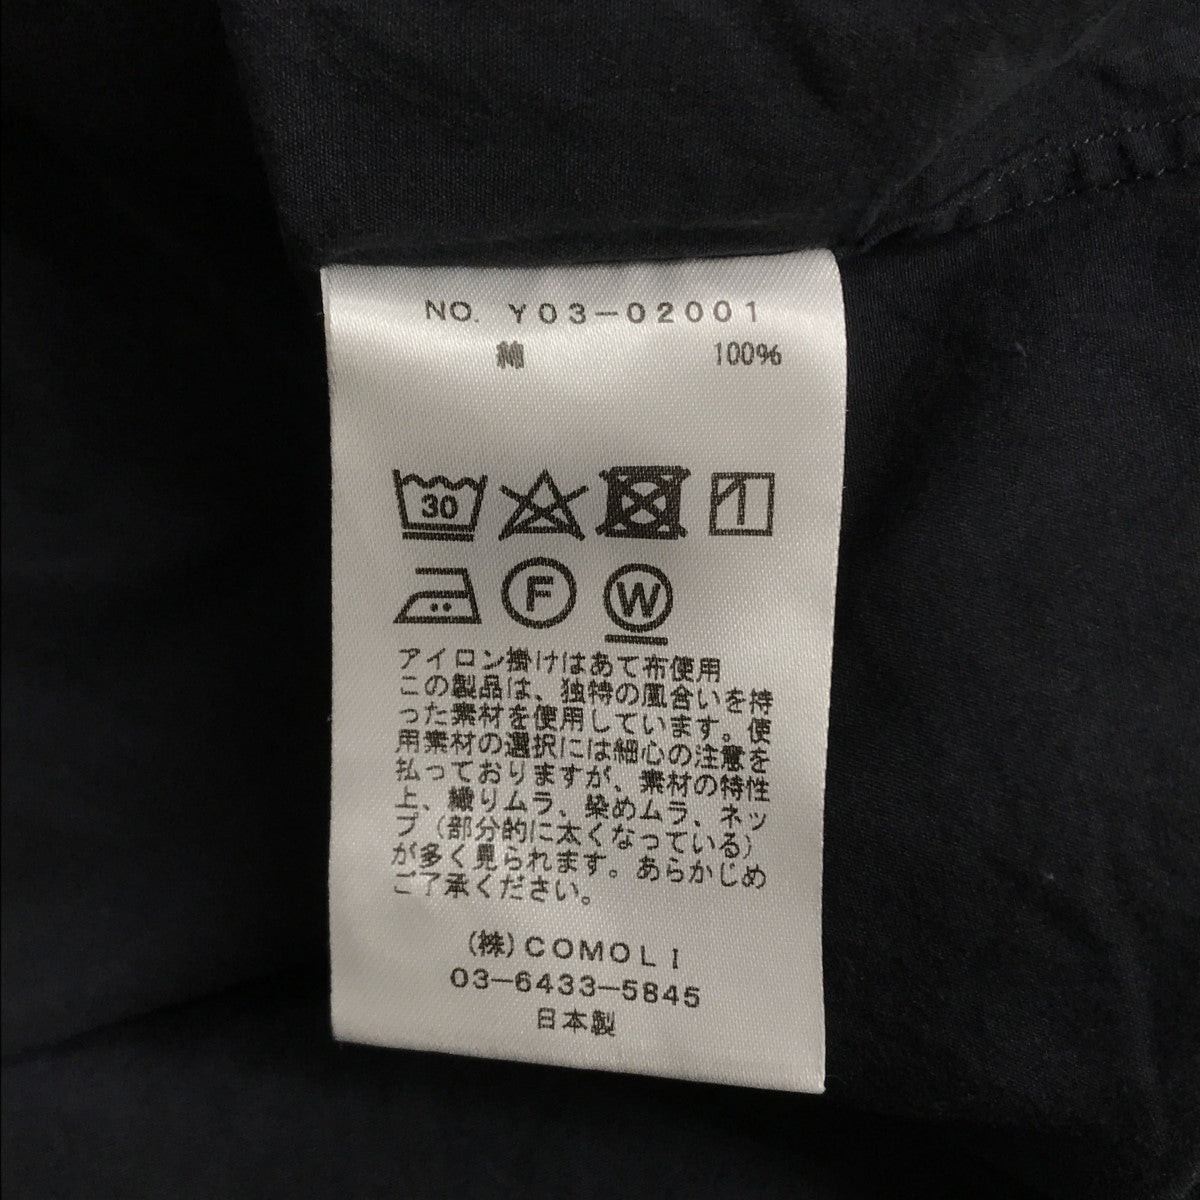 NO. Y03-02001
綿 100%
30
F
W
アイロン掛けはあて布使用
この製品は、独特の風合いを持
った素材を使用しています。使
用素材の選択には細心の注意を
払っておりますが、素材の特性
上、織りムラ、染めムラ、ネッ
プ（部分的に太くなっている）
が多く見られます。あらかじめ
ご了承ください。
(株)COMOLI
03-6433-5845
日本製